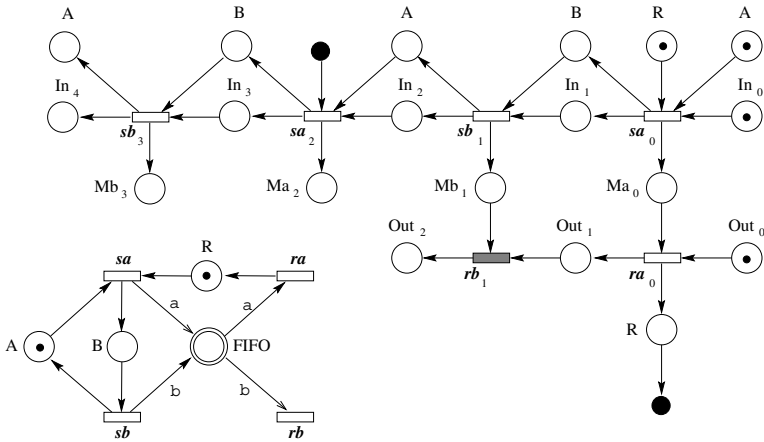 A B A B R A
In 4 In 3 In 2 In 1 In 0
sb 3 sa 2 sb 1 sa 0
Mb 3 Ma 2 Mb 1 Ma 0
Out 2 Out 1 Out 0
rb 1 ra 0
sa R ra
a a
R
A B FIFO
b b
sb rb